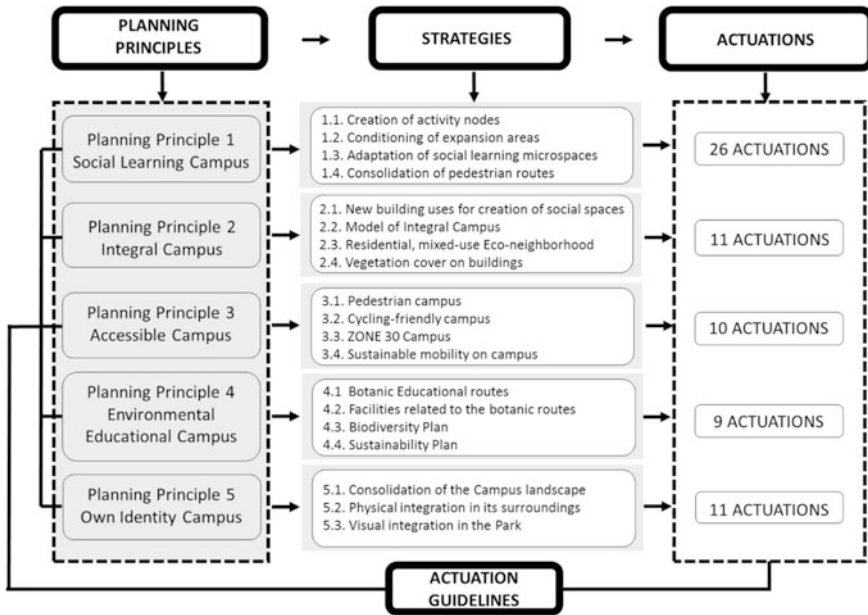 PLANNING
PRINCIPLES
STRATEGIES
ACTUATIONS
Planning Principle 1
Social Learning Campus
1.1. Creation of activity nodes
1.2. Conditioning of expansion areas
1.3. Adaptation of social learning microspaces
1.4. Consolidation of pedestrian routes
26 ACTUATIONS
Planning Principle 2
Integral Campus
2.1. New building uses for creation of social spaces
2.2. Model of Integral Campus
2.3. Residential, mixed-use Eco-neighborhood
2.4. Vegetation cover on buildings
11 ACTUATIONS
Planning Principle 3
Accessible Campus
3.1. Pedestrian campus
3.2. Cycling-friendly campus
3.3. ZONE 30 Campus
3.4. Sustainable mobility on campus
10 ACTUATIONS
Planning Principle 4
Environmental
Educational Campus
4.1 Botanic Educational routes
4.2. Facilities related to the botanic routes
4.3. Biodiversity Plan
4.4. Sustainability Plan
9 ACTUATIONS
Planning Principle 5
Own Identity Campus
5.1. Consolidation of the Campus landscape
5.2. Physical integration in its surroundings
5.3. Visual integration in the Park
11 ACTUATIONS
ACTUATION
GUIDELINES